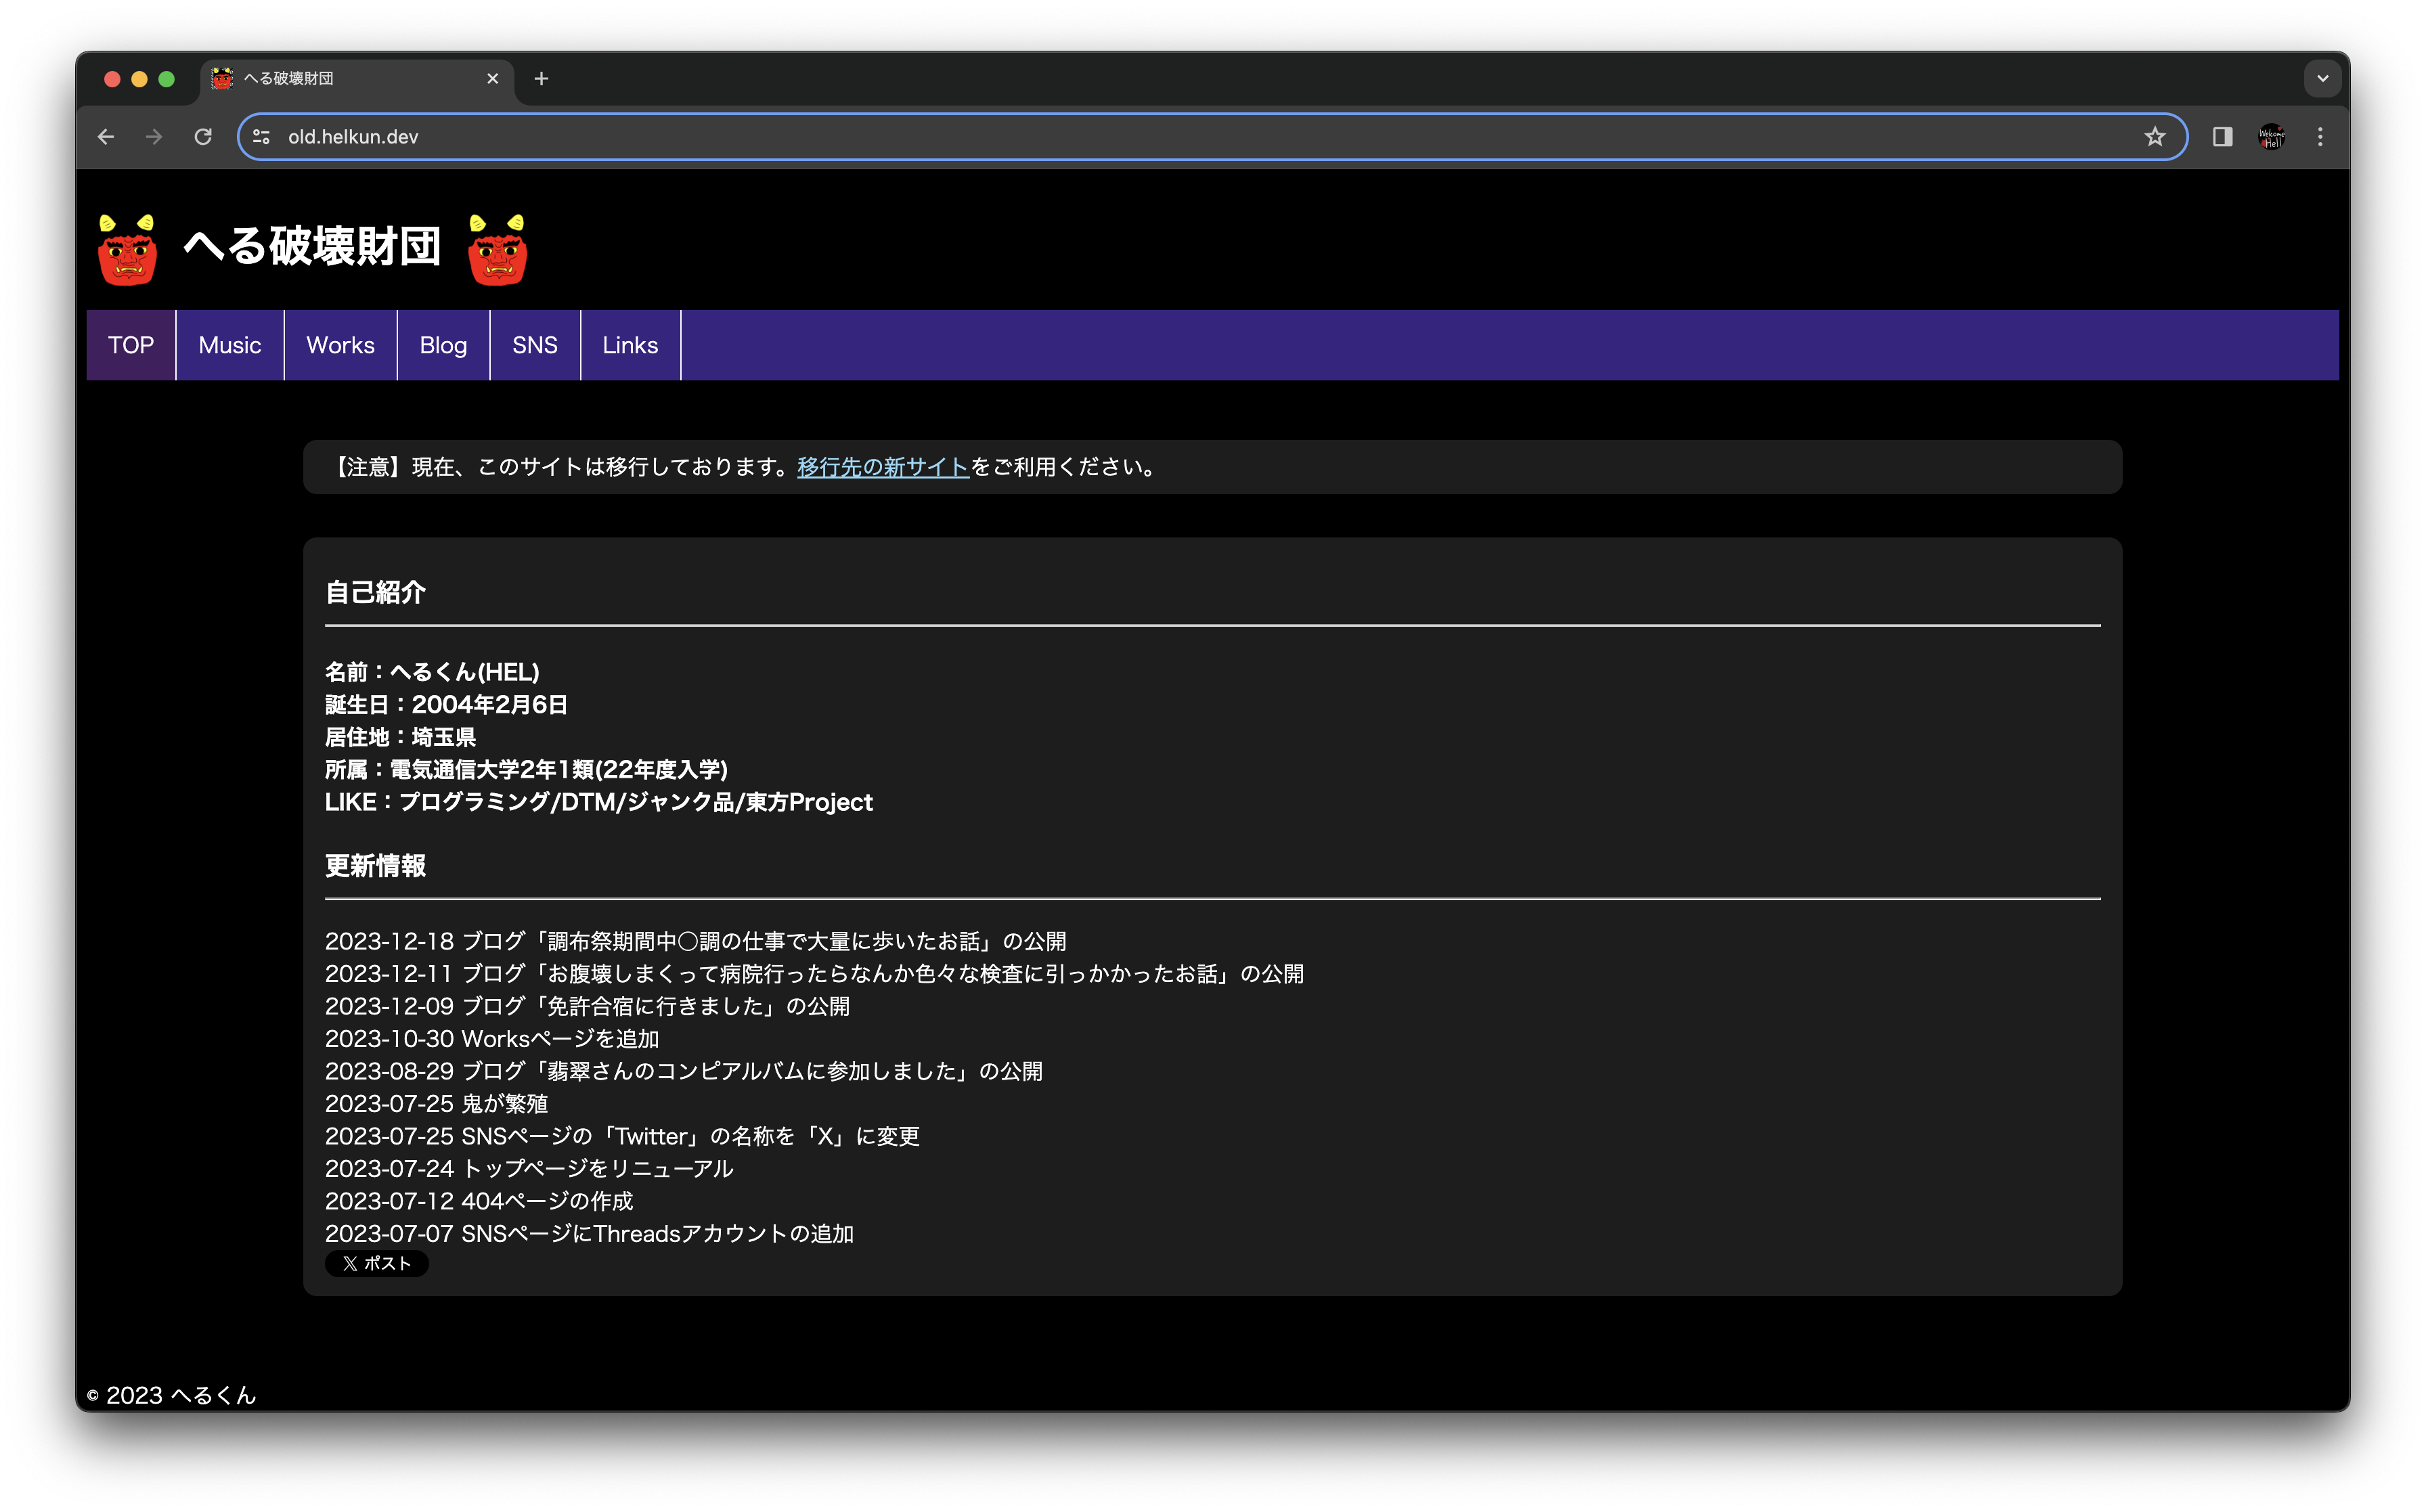 へる破壊財団
old.helkun.dev
Welcome
Hell
へる破壊財団
TOP Music Works Blog SNS Links
【注意】現在、このサイトは移行しております。移行先の新サイトをご利用ください。
自己紹介
名前：へるくん(HEL)
誕生日：2004年2月6日
居住地：埼玉県
所属：電気通信大学2年1類(22年度入学)
LIKE：プログラミング/DTM/ジャンク品/東方Project
更新情報
2023-12-18 ブログ「調布祭期間中〇調の仕事で大量に歩いたお話」の公開
2023-12-11 ブログ「お腹壊しまくって病院行ったらなんか色々な検査に引っかかったお話」の公開
2023-12-09 ブログ「免許合宿に行きました」の公開
2023-10-30 Worksページを追加
2023-08-29 ブログ「翡翠さんのコンピアルバムに参加しました」の公開
2023-07-25 鬼が繁殖
2023-07-25 SNSページの「Twitter」の名称を「X」に変更
2023-07-24 トップページをリニューアル
2023-07-12 404ページの作成
2023-07-07 SNSページにThreadsアカウントの追加
𝕏 ポスト
© 2023 へるくん